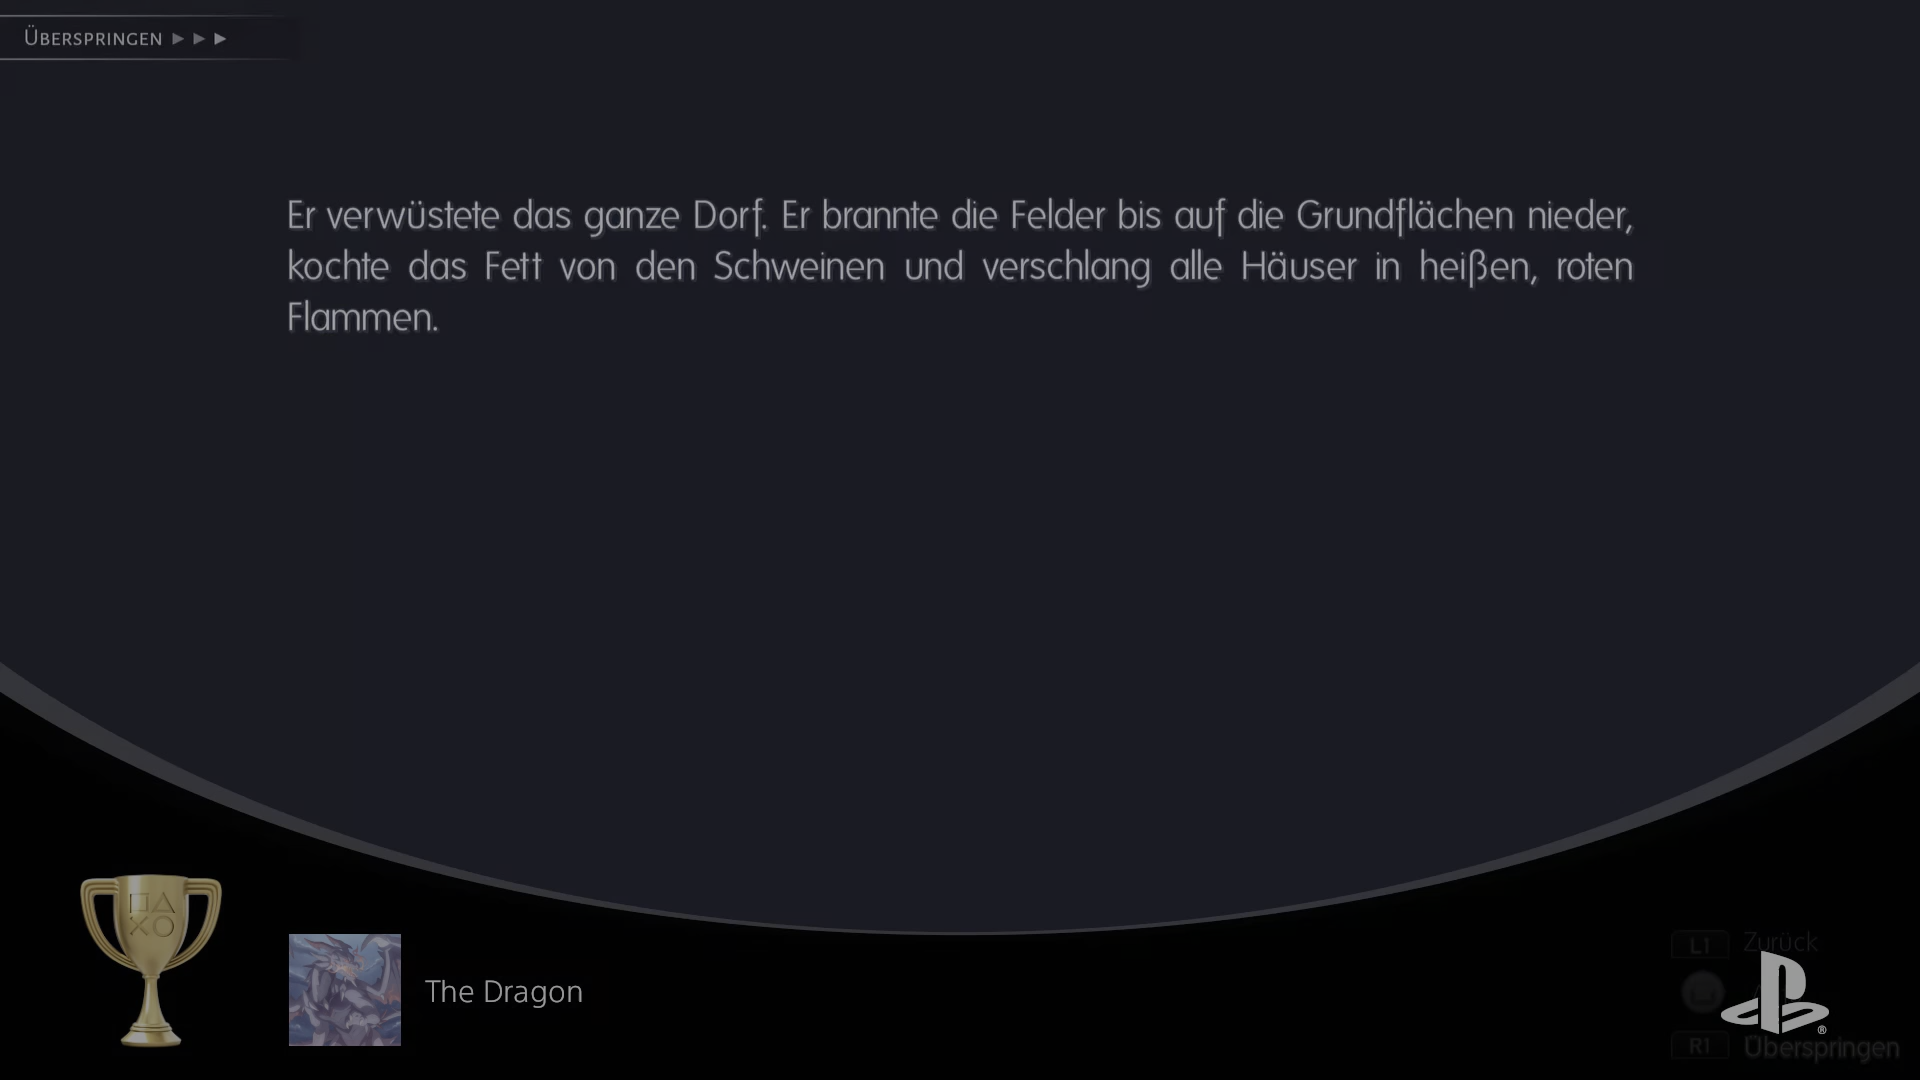 Überspringen
Er verwüstete das ganze Dorf. Er brannte die Felder bis auf die Grundflächen nieder,
kochte das Fett von den Schweinen und verschlang alle Häuser in heißen, roten
Flammen.
The Dragon
L1 Zurück
R1 Überspringen